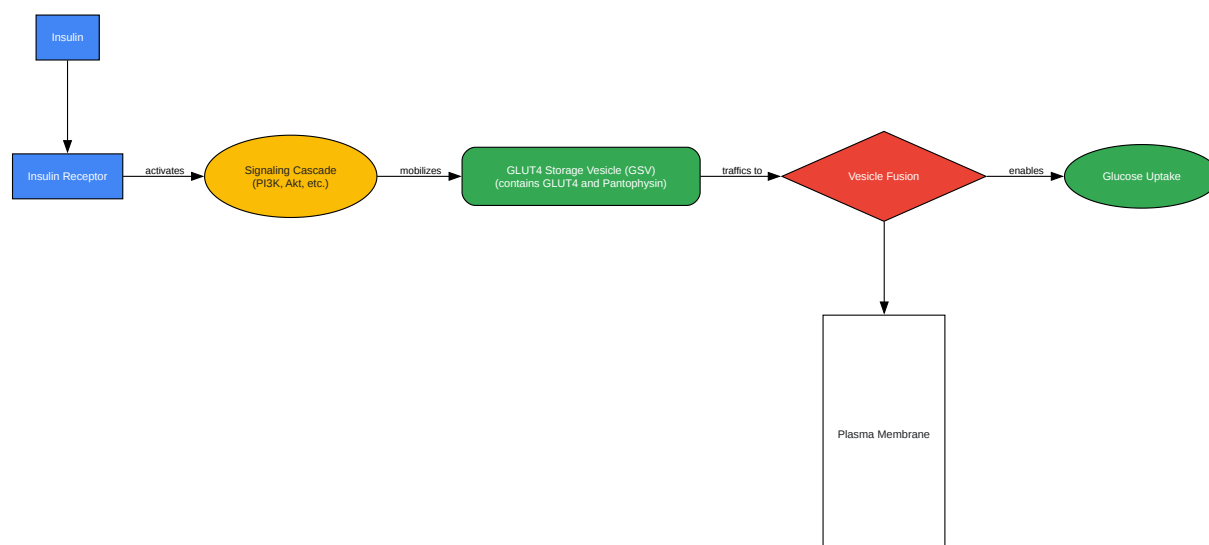 Insulin
Insulin Receptor
activates
Signaling Cascade
(PI3K, Akt, etc.)
mobilizes
GLUT4 Storage Vesicle (GSV)
(contains GLUT4 and Pantophysin)
traffics to
Vesicle Fusion
enables
Glucose Uptake
Plasma Membrane